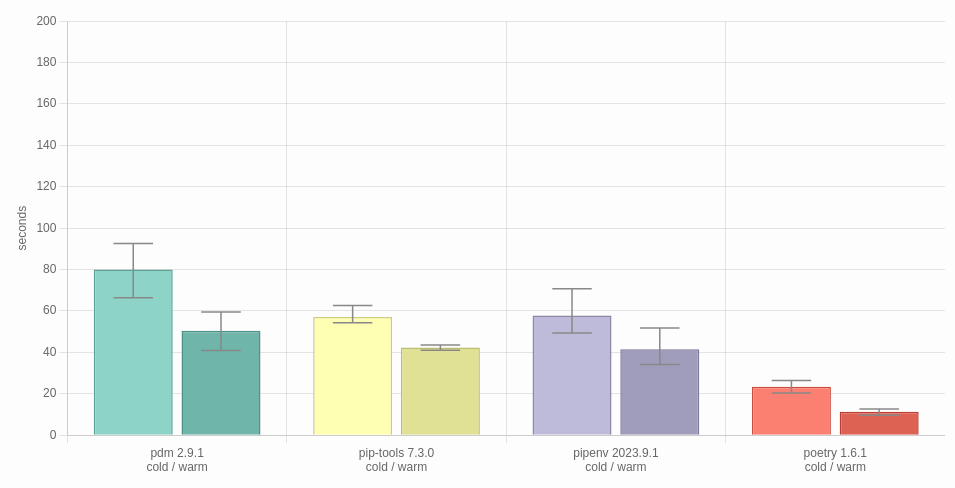 200
180
160
140
120
100
80
60
40
20
0
seconds
pdm 2.9.1
cold / warm
pip-tools 7.3.0
cold / warm
pipenv 2023.9.1
cold / warm
poetry 1.6.1
cold / warm